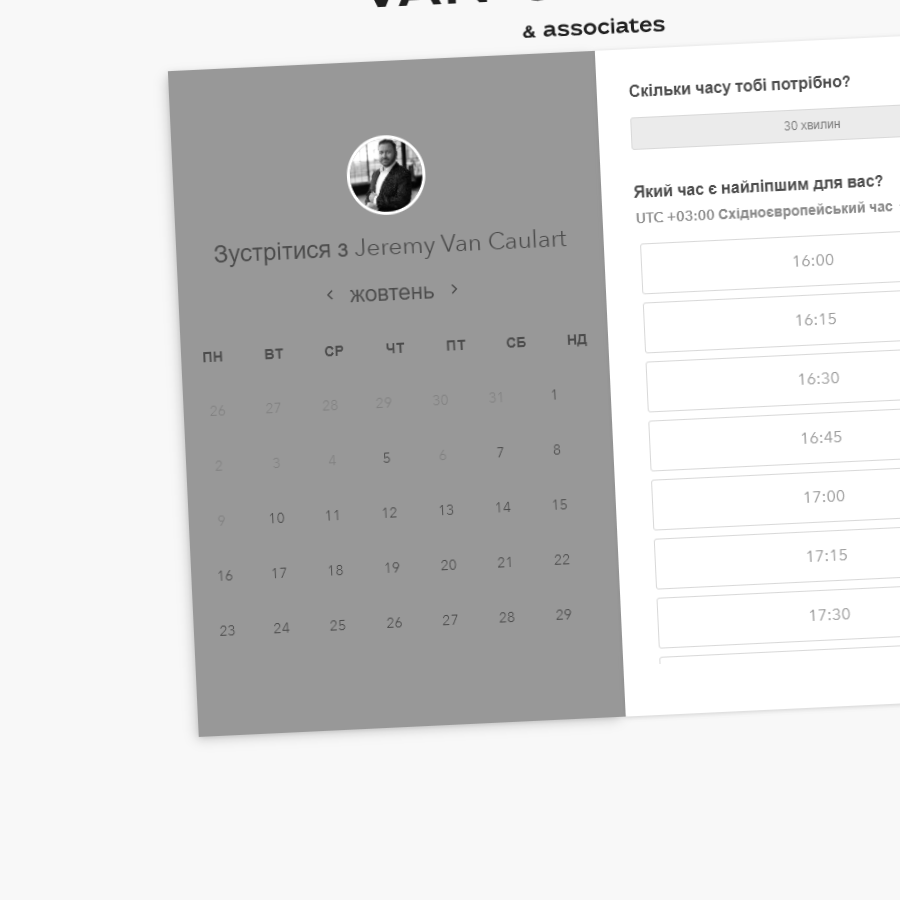 & associates
Зустрітися з Jeremy Van Caulart
‹ жовтень ›
ПН ВТ СР ЧТ ПТ СБ НД
26 27 28 29 30 31 1
2 3 4 5 6 7 8
9 10 11 12 13 14 15
16 17 18 19 20 21 22
23 24 25 26 27 28 29
Скільки часу тобі потрібно?
30 хвилин
Який час є найліпшим для вас?
UTC +03:00 Східноєвропейський час
16:00
16:15
16:30
16:45
17:00
17:15
17:30